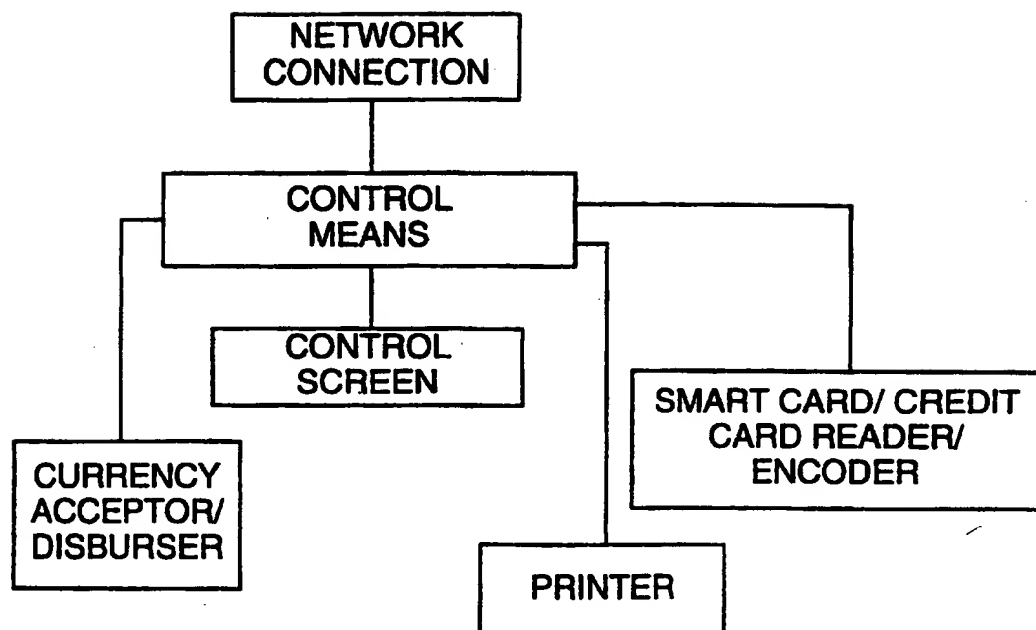 NETWORK
CONNECTION
CONTROL
MEANS
CONTROL
SCREEN
SMART CARD/ CREDIT
CARD READER/
ENCODER
CURRENCY
ACCEPTOR/
DISBURSER
PRINTER